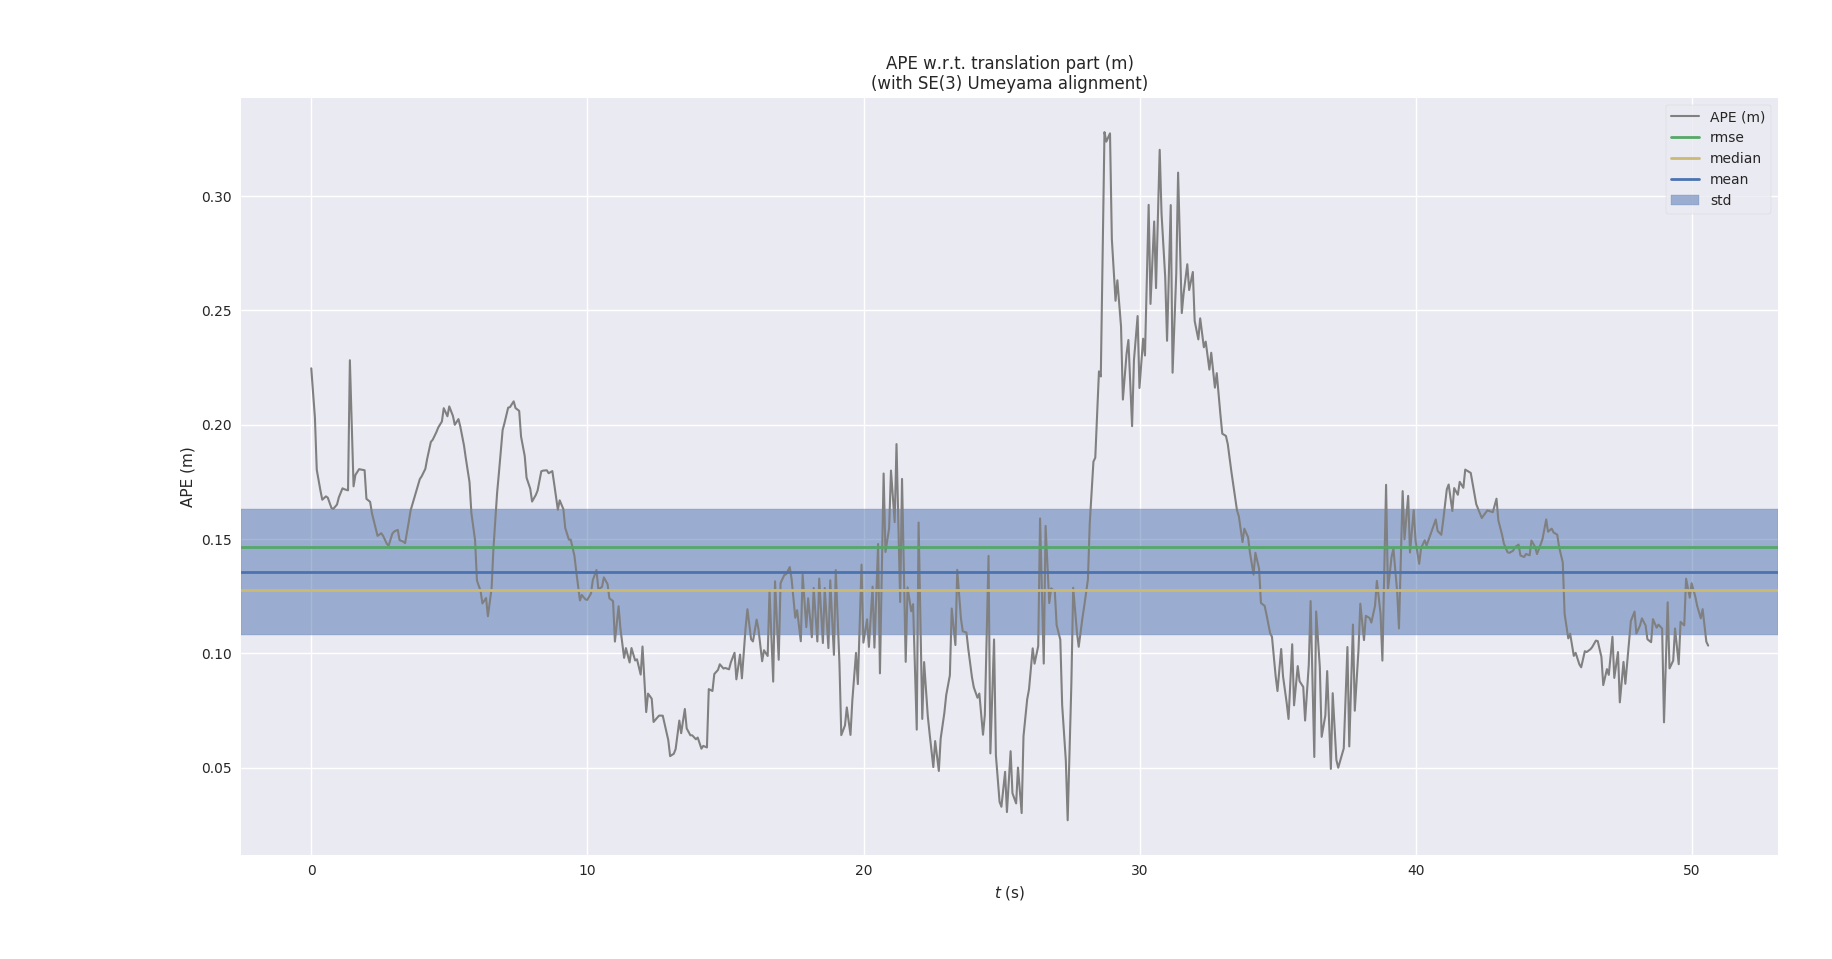 APE w.r.t. translation part (m)
(with SE(3) Umeyama alignment)
APE (m)
rmse
median
mean
std
0.30
0.25
0.20
0.15
0.10
0.05
APE (m)
0 10 20 30 40 50
t (s)